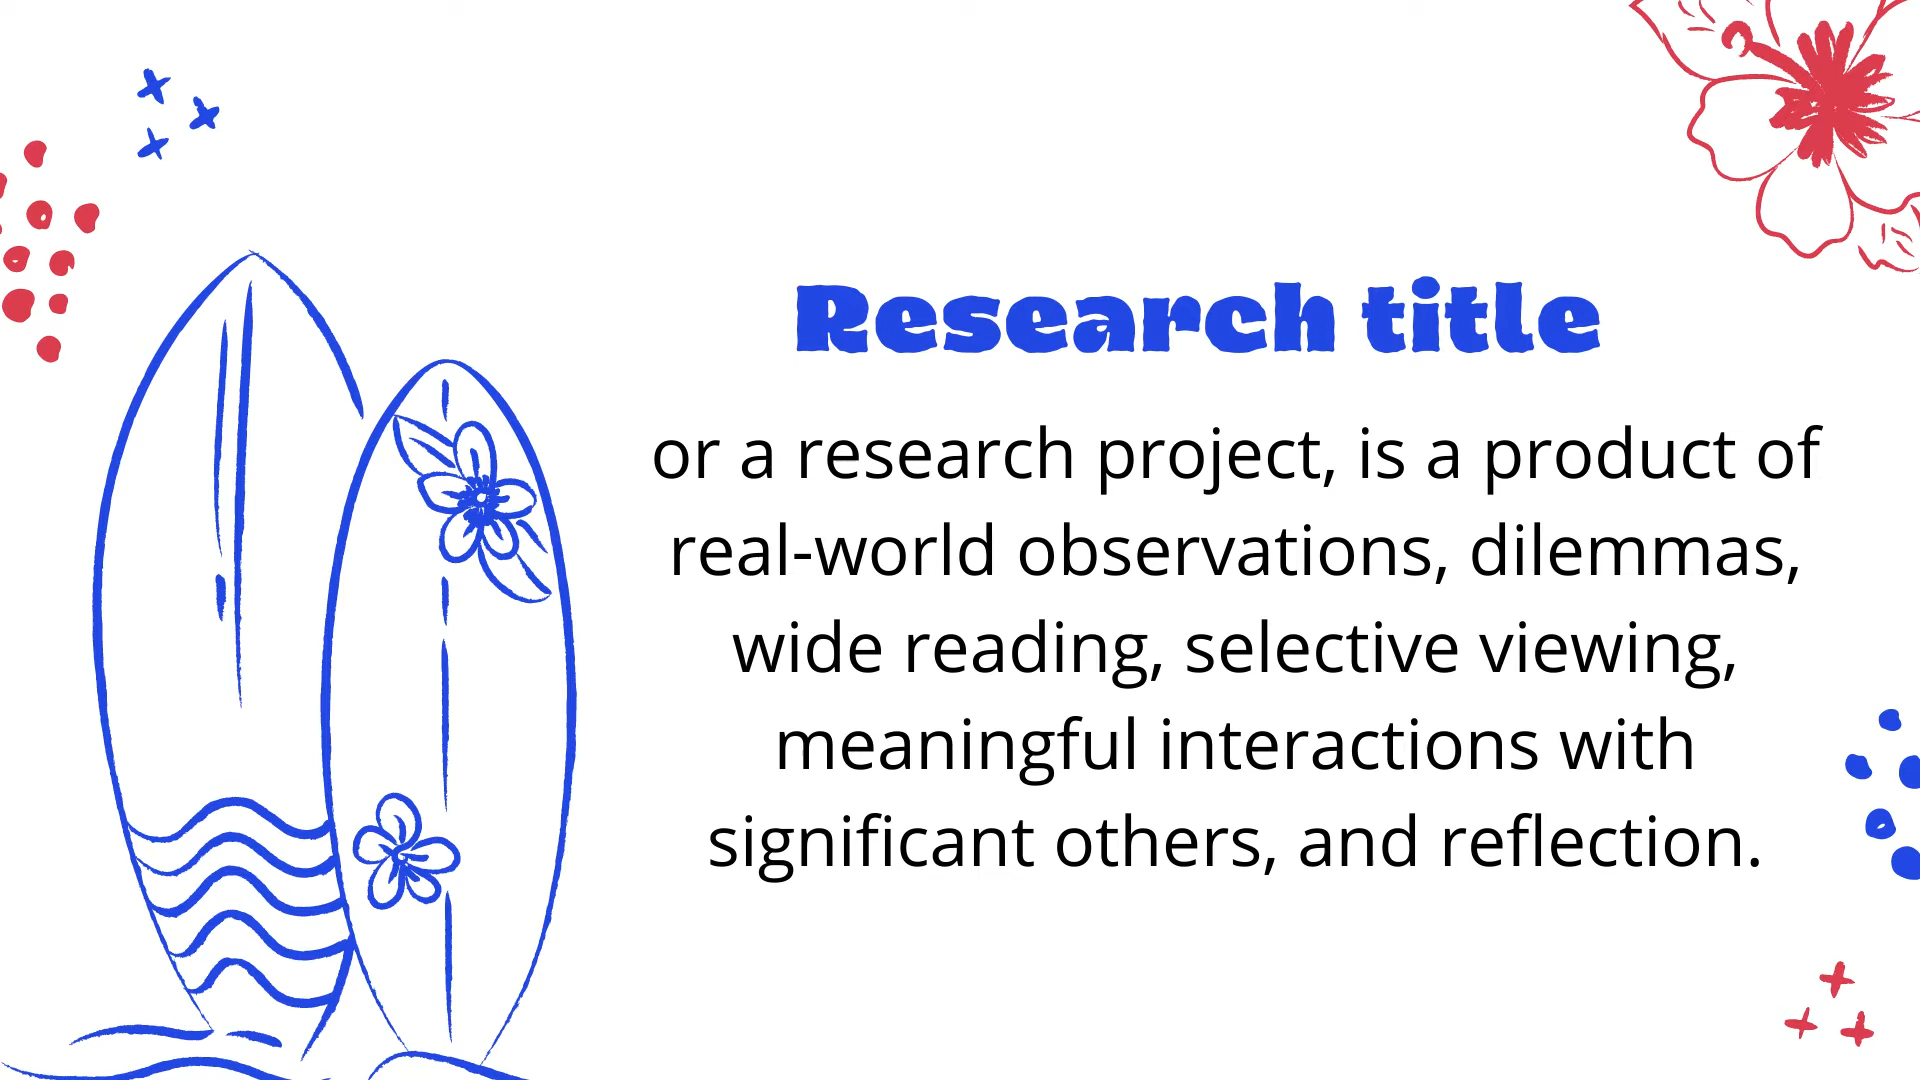 Research title
or a research project, is a product of
real-world observations, dilemmas,
wide reading, selective viewing,
meaningful interactions with
significant others, and reflection.